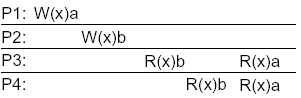 P1: W(x)a
P2: W(x)b
P3: R(x)b R(x)a
P4: R(x)b R(x)a